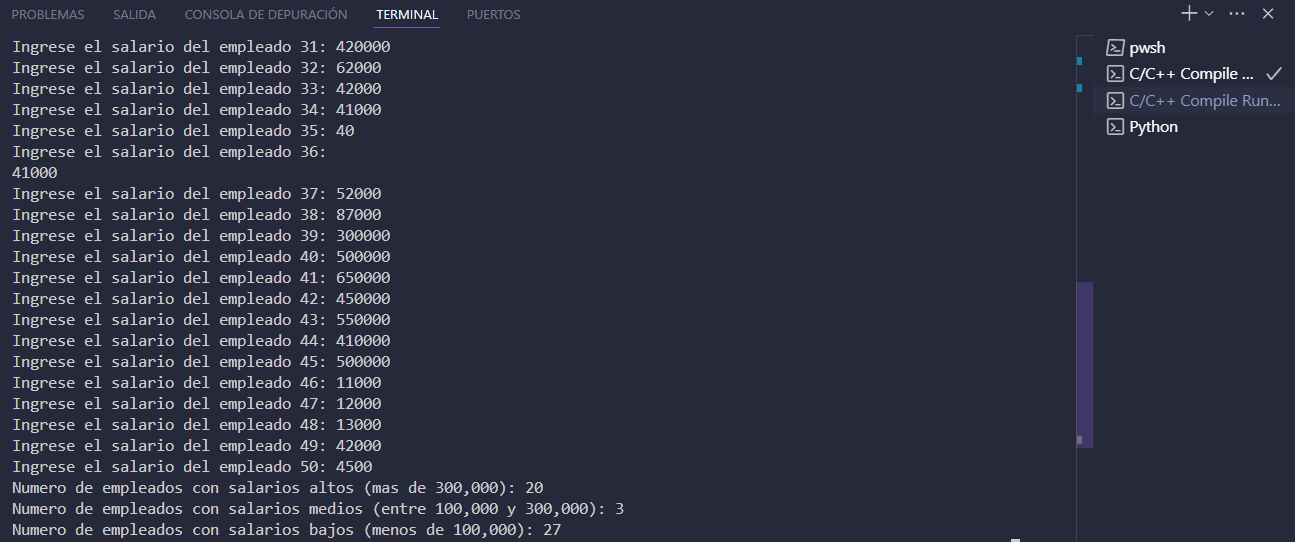 PROBLEMAS SALIDA CONSOLA DE DEPURACIÓN TERMINAL PUERTOS
Ingrese el salario del empleado 31: 420000
Ingrese el salario del empleado 32: 62000
Ingrese el salario del empleado 33: 42000
Ingrese el salario del empleado 34: 41000
Ingrese el salario del empleado 35: 40
Ingrese el salario del empleado 36:
41000
Ingrese el salario del empleado 37: 52000
Ingrese el salario del empleado 38: 87000
Ingrese el salario del empleado 39: 300000
Ingrese el salario del empleado 40: 500000
Ingrese el salario del empleado 41: 650000
Ingrese el salario del empleado 42: 450000
Ingrese el salario del empleado 43: 550000
Ingrese el salario del empleado 44: 410000
Ingrese el salario del empleado 45: 500000
Ingrese el salario del empleado 46: 11000
Ingrese el salario del empleado 47: 12000
Ingrese el salario del empleado 48: 13000
Ingrese el salario del empleado 49: 42000
Ingrese el salario del empleado 50: 4500
Numero de empleados con salarios altos (mas de 300,000): 20
Numero de empleados con salarios medios (entre 100,000 y 300,000): 3
Numero de empleados con salarios bajos (menos de 100,000): 27
pwsh
C/C++ Compile ...
C/C++ Compile Run...
Python